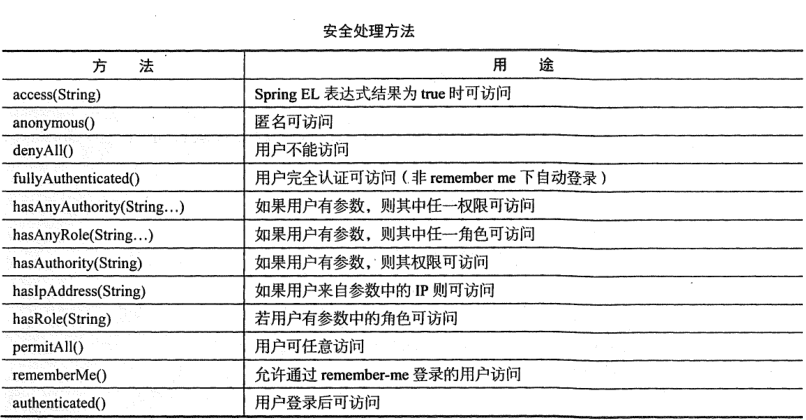 安全处理方法
方 法 用 途
access(String) Spring EL 表达式结果为 true 时可访问
anonymous() 匿名可访问
denyAll() 用户不能访问
fullyAuthenticated() 用户完全认证可访问（非 remember me 下自动登录）
hasAnyAuthority(String…) 如果用户有参数，则其中任一权限可访问
hasAnyRole(String…) 如果用户有参数，则其中任一角色可访问
hasAuthority(String) 如果用户有参数，则其权限可访问
hasIpAddress(String) 如果用户来自参数中的 IP 则可访问
hasRole(String) 若用户有参数中的角色可访问
permitAll() 用户可任意访问
rememberMe() 允许通过 remember-me 登录的用户访问
authenticated() 用户登录后可访问